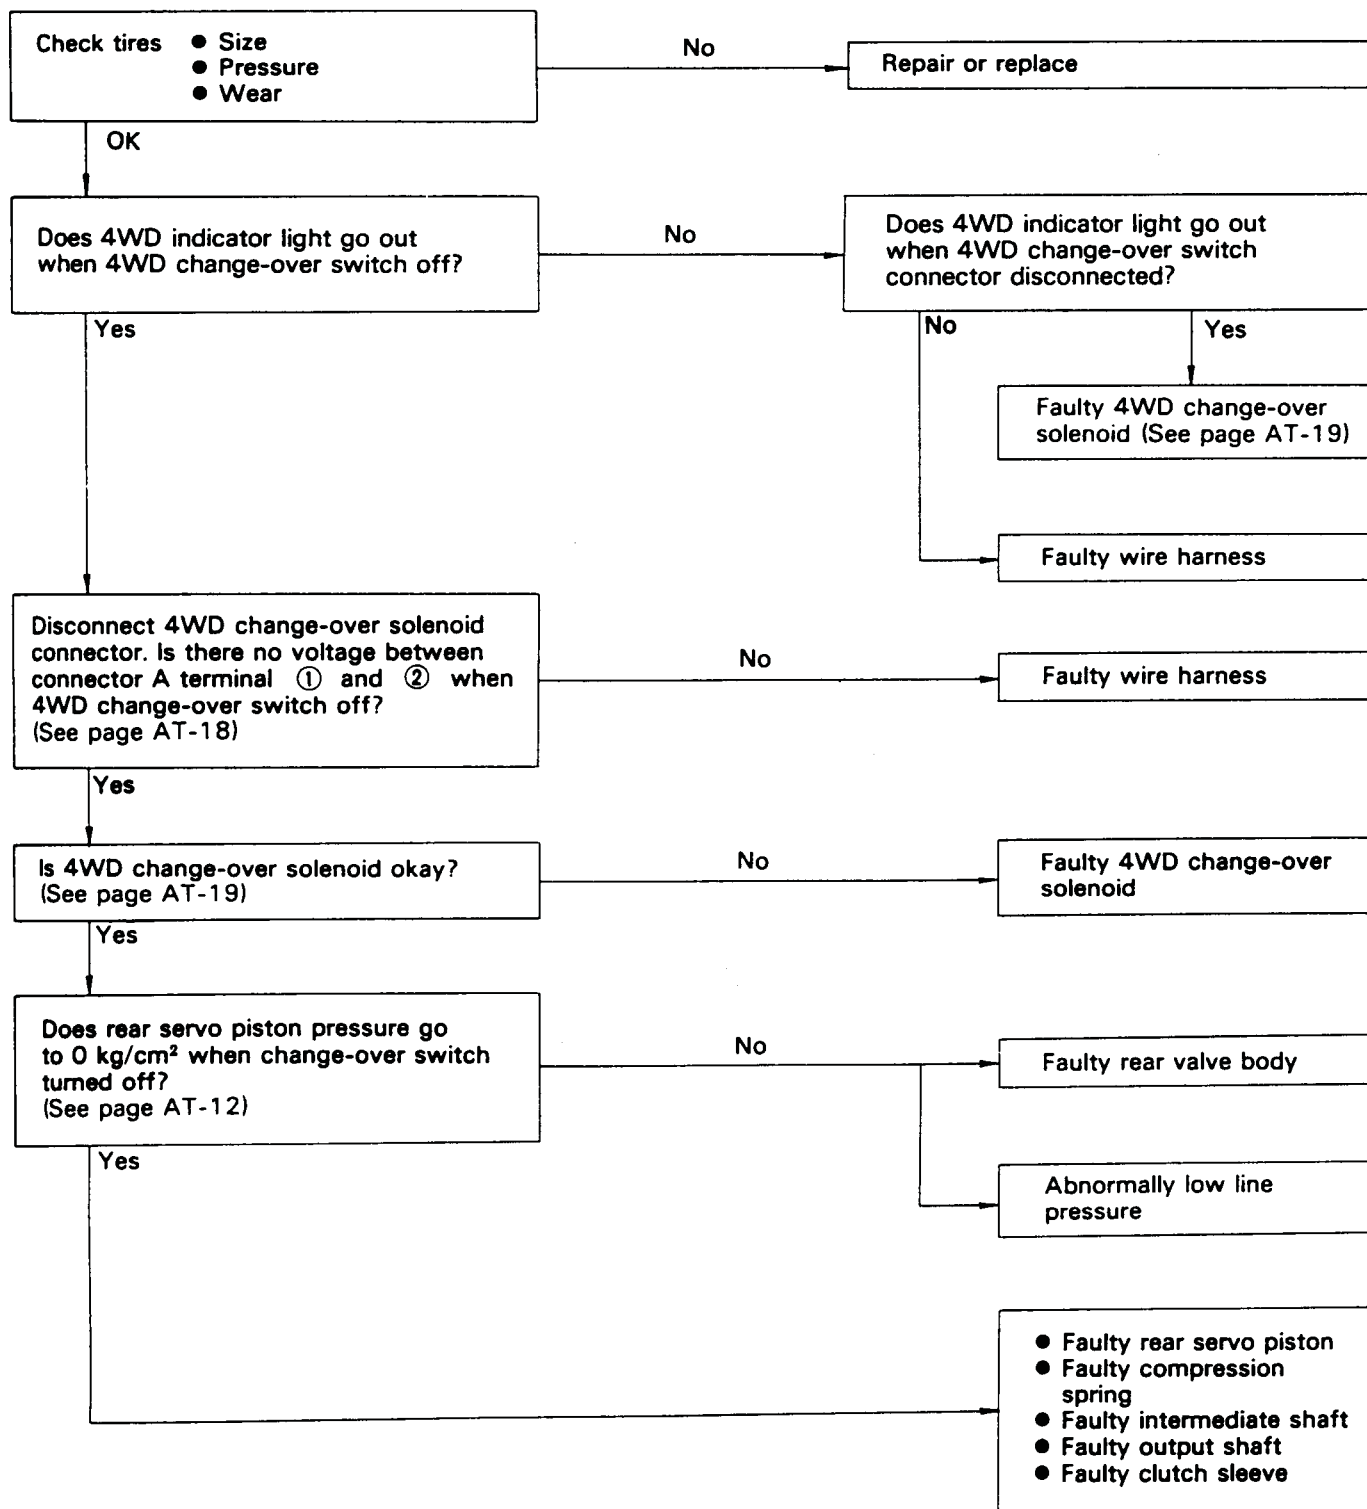 Check tires ● Size
● Pressure
● Wear
No
Repair or replace
OK
Does 4WD indicator light go out
when 4WD change-over switch off?
No
Does 4WD indicator light go out
when 4WD change-over switch
connector disconnected?
Yes
No
Yes
Faulty 4WD change-over
solenoid (See page AT-19)
Faulty wire harness
Disconnect 4WD change-over solenoid
connector. Is there no voltage between
connector A terminal ① and ② when
4WD change-over switch off?
(See page AT-18)
No
Faulty wire harness
Yes
Is 4WD change-over solenoid okay?
(See page AT-19)
No
Faulty 4WD change-over
solenoid
Yes
Does rear servo piston pressure go
to 0 kg/cm² when change-over switch
turned off?
(See page AT-12)
No
Faulty rear valve body
Yes
Abnormally low line
pressure
● Faulty rear servo piston
● Faulty compression
spring
● Faulty intermediate shaft
● Faulty output shaft
● Faulty clutch sleeve